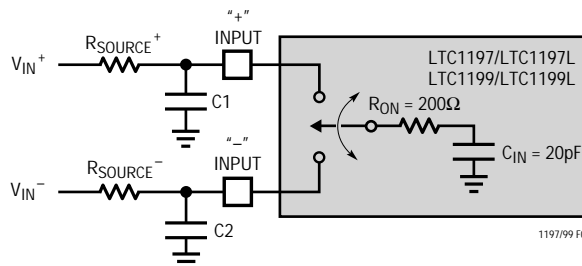 "+"
INPUT
RSOURCE+
VIN+
C1
LTC1197/LTC1197L
LTC1199/LTC1199L
RON = 200Ω
CIN = 20pF
"–"
INPUT
RSOURCE–
VIN–
C2
1197/99